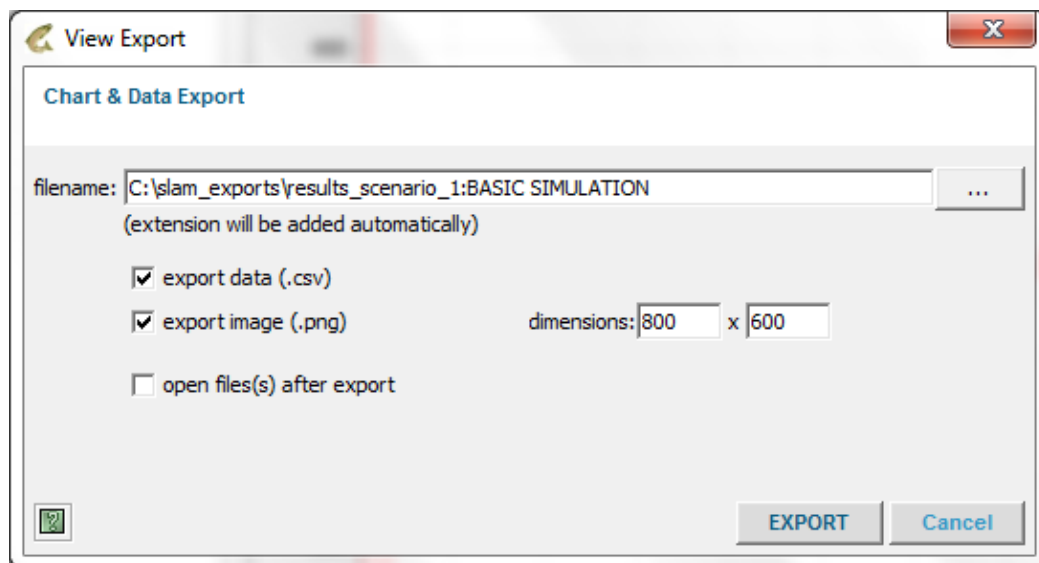 View Export
Chart & Data Export
filename: C:\slam_exports\results_scenario_1:BASIC SIMULATION ...
(extension will be added automatically)
export data (.csv)
export image (.png) dimensions: 800 x 600
open files(s) after export
EXPORT Cancel